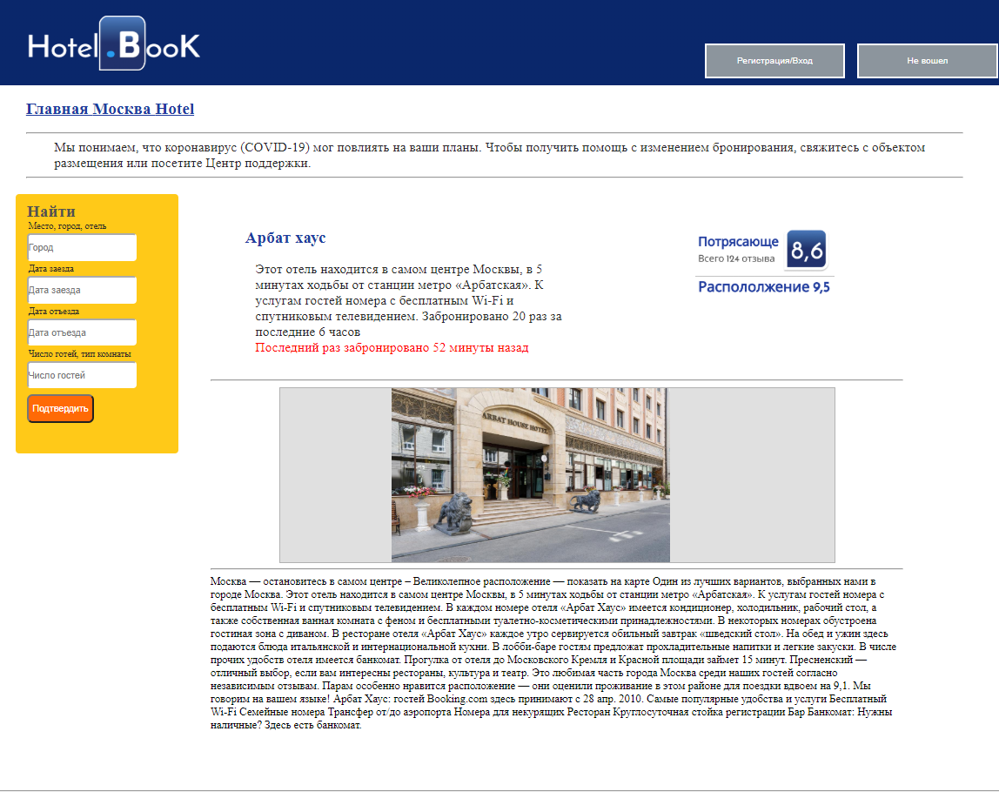 Hotel.BooK
Регистрация/Вход
Не вошел
Главная Москва Hotel
Мы понимаем, что коронавирус (COVID-19) мог повлиять на ваши планы. Чтобы получить помощь с изменением бронирования, свяжитесь с объектом
размещения или посетите Центр поддержки.
Найти
Место, город, отель
Город
Дата заезда
Дата заезда
Дата отъезда
Дата отъезда
Число готей, тип комнаты
Число гостей
Подтвердить
Арбат хаус
Этот отель находится в самом центре Москвы, в 5
минутах ходьбы от станции метро «Арбатская». К
услугам гостей номера с бесплатным Wi-Fi и
спутниковым телевидением. Забронировано 20 раз за
последние 6 часов
Последний раз забронировано 52 минуты назад
Потрясающе
Всего 124 отзыва
8,6
Распололжение 9,5
ARBAT HOUSE HOTEL
Москва — остановитесь в самом центре – Великолепное расположение — показать на карте Один из лучших вариантов, выбранных нами в
городе Москва. Этот отель находится в самом центре Москвы, в 5 минутах ходьбы от станции метро «Арбатская». К услугам гостей номера с
бесплатным Wi-Fi и спутниковым телевидением. В каждом номере отеля «Арбат Хаус» имеется кондиционер, холодильник, рабочий стол, а
также собственная ванная комната с феном и бесплатными туалетно-косметическими принадлежностями. В некоторых номерах обустроена
гостиная зона с диваном. В ресторане отеля «Арбат Хаус» каждое утро сервируется обильный завтрак «шведский стол». На обед и ужин здесь
подаются блюда итальянской и интернациональной кухни. В лобби-баре гостям предложат прохладительные напитки и легкие закуски. В числе
прочих удобств отеля имеется банкомат. Прогулка от отеля до Московского Кремля и Красной площади займет 15 минут. Пресненский —
отличный выбор, если вам интересны рестораны, культура и театр. Это любимая часть города Москва среди наших гостей согласно
независимым отзывам. Парам особенно нравится расположение — они оценили проживание в этом районе для поездки вдвоем на 9,1. Мы
говорим на вашем языке! Арбат Хаус: гостей Booking.com здесь принимают с 28 апр. 2010. Самые популярные удобства и услуги Бесплатный
Wi-Fi Семейные номера Трансфер от/до аэропорта Номера для некурящих Ресторан Круглосуточная стойка регистрации Бар Банкомат: Нужны
наличные? Здесь есть банкомат.